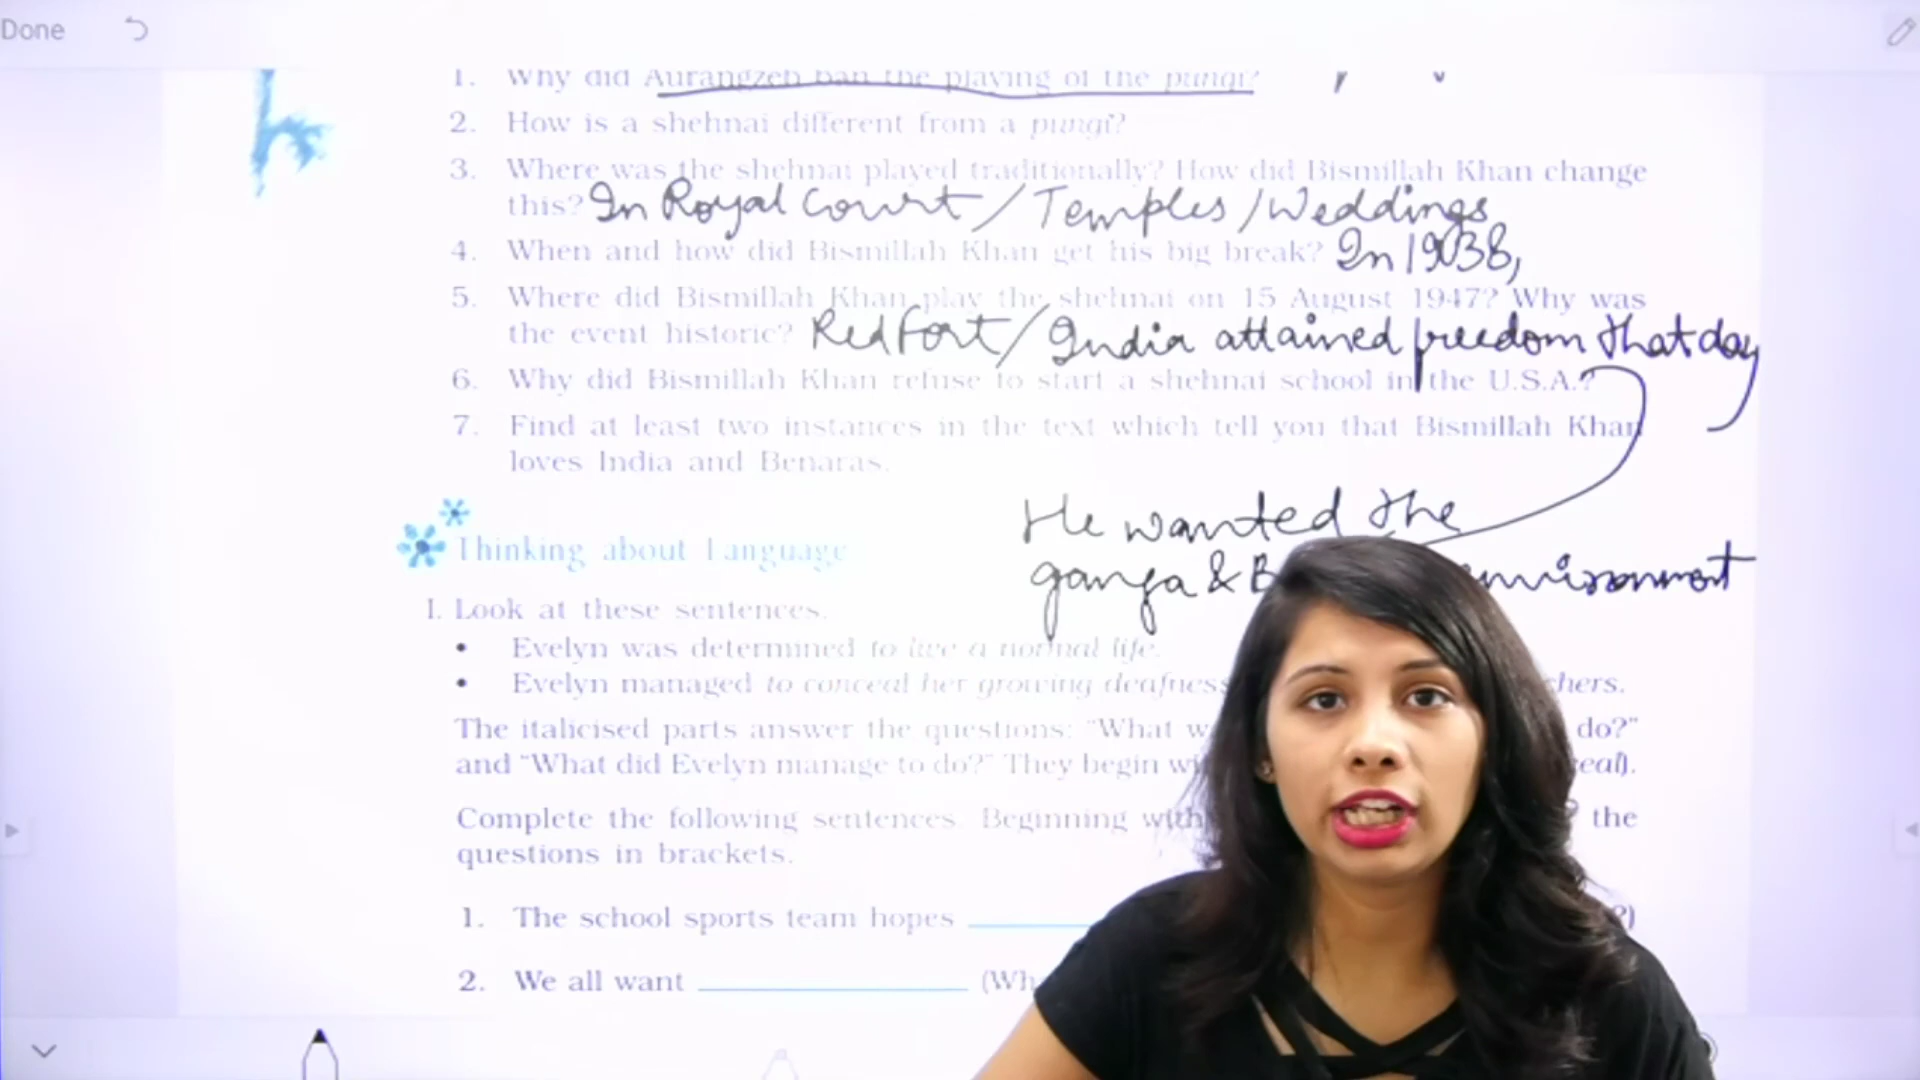 Done
1. Why did Aurangzeb ban the playing of the pungi?
2. How is a shehnai different from a pungi?
3. Where was the shehnai played traditionally? How did Bismillah Khan change
this? In Royal Court / Temples / Weddings
4. When and how did Bismillah Khan get his big break? In 1938,
5. Where did Bismillah Khan play the shehnai on 15 August 1947? Why was
the event historic? Red Fort / India attained freedom that day
6. Why did Bismillah Khan refuse to start a shehnai school in the U.S.A.?
7. Find at least two instances in the text which tell you that Bismillah Khan
loves India and Benaras.
He wanted the
ganga & environment
Thinking about Language
I. Look at these sentences.
• Evelyn was determined to live a normal life.
• Evelyn managed to conceal her growing deafness
The italicised parts answer the questions: “What do?”
and “What did Evelyn manage to do?” They begin
Complete the following sentences. Beginning with the
questions in brackets.
1. The school sports team hopes ?)
2. We all want